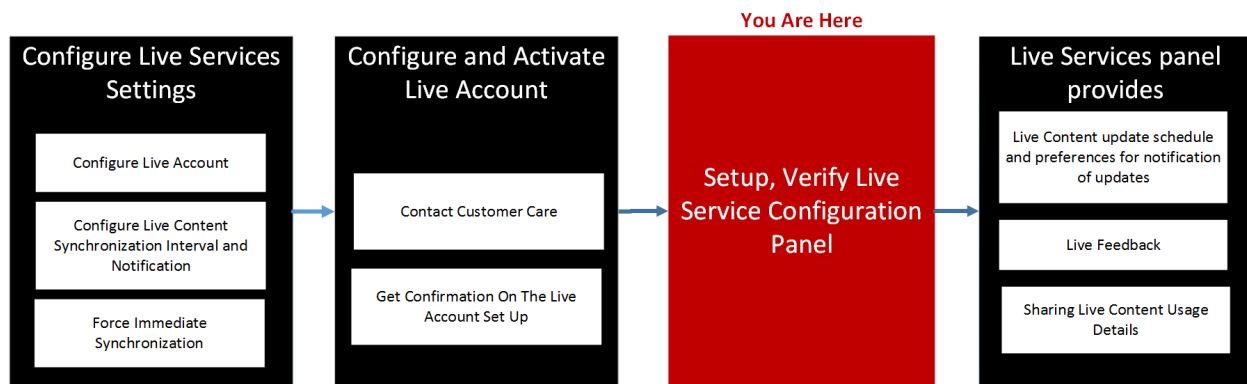 You Are Here
Configure Live Services
Settings
Configure Live Account
Configure Live Content
Synchronization Interval and
Notification
Force Immediate
Synchronization
Configure and Activate
Live Account
Contact Customer Care
Get Confirmation On The Live
Account Set Up
Setup, Verify Live
Service Configuration
Panel
Live Services panel
provides
Live Content update schedule
and preferences for notification
of updates
Live Feedback
Sharing Live Content Usage
Details